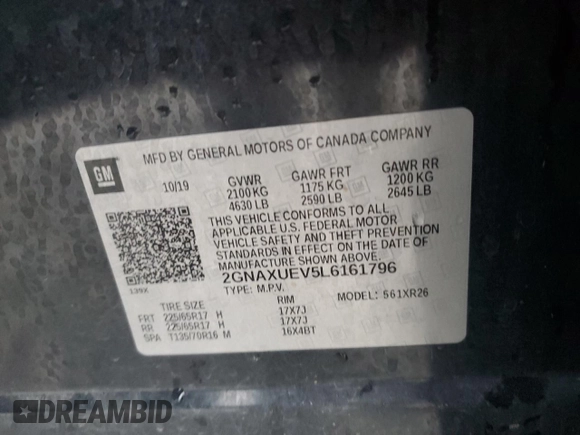 GM
MFD BY GENERAL MOTORS OF CANADA COMPANY
10/19 GVWR GAWR FRT GAWR RR
2100 KG 1175 KG 1200 KG
4630 LB 2590 LB 2645 LB
THIS VEHICLE CONFORMS TO ALL
APPLICABLE U.S. FEDERAL MOTOR
VEHICLE SAFETY AND THEFT PREVENTION
STANDARDS IN EFFECT ON THE DATE OF
MANUFACTURE SHOWN ABOVE.
2GNAXUEV5L6161796
139X TYPE: M.P.V. MODEL: 561XR26
TIRE SIZE RIM
FRT 225/65R17 H 17X7J
RR 225/65R17 H 17X7J
SPA T135/70R16 M 16X4BT
DREAMBID